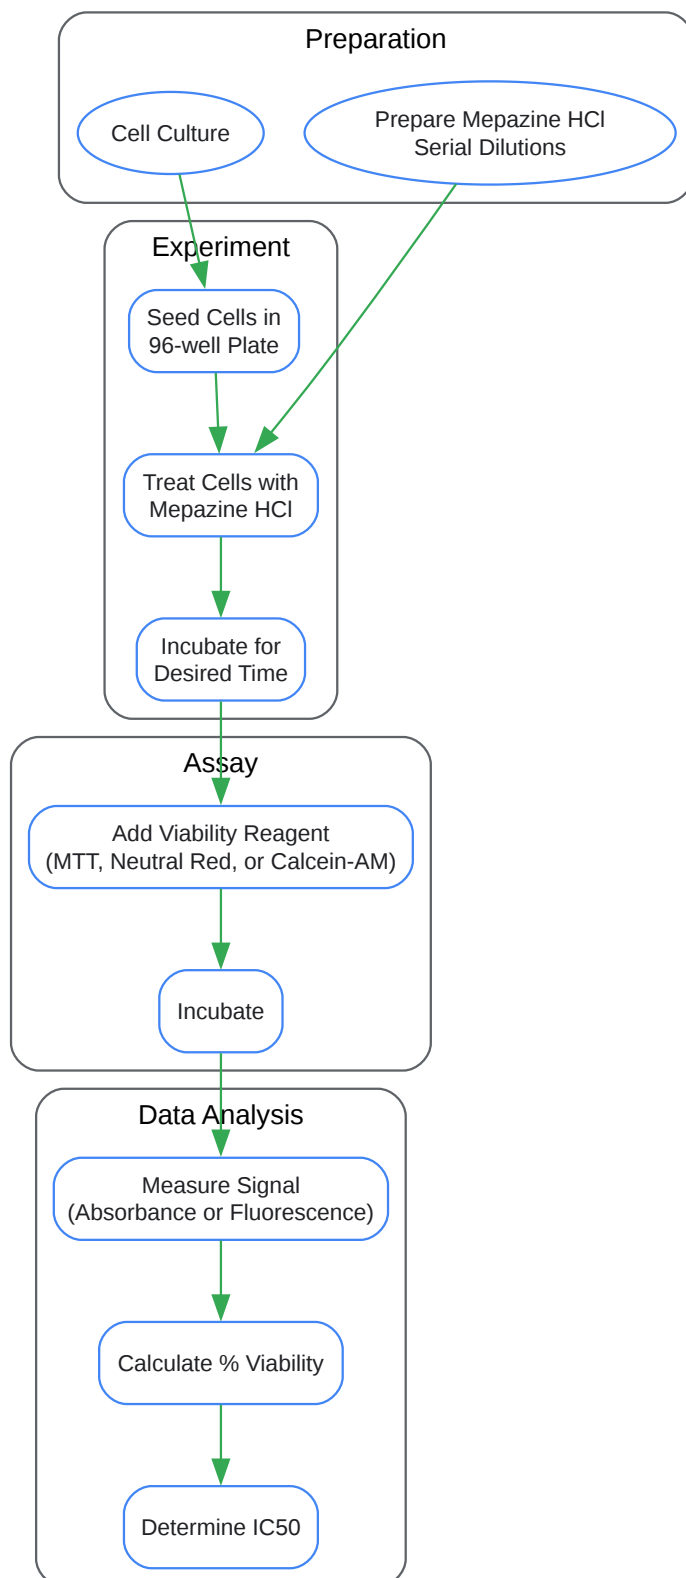 Preparation
Cell Culture
Prepare Mepazine HCl
Serial Dilutions
Experiment
Seed Cells in
96-well Plate
Treat Cells with
Mepazine HCl
Incubate for
Desired Time
Assay
Add Viability Reagent
(MTT, Neutral Red, or Calcein-AM)
Incubate
Data Analysis
Measure Signal
(Absorbance or Fluorescence)
Calculate % Viability
Determine IC50